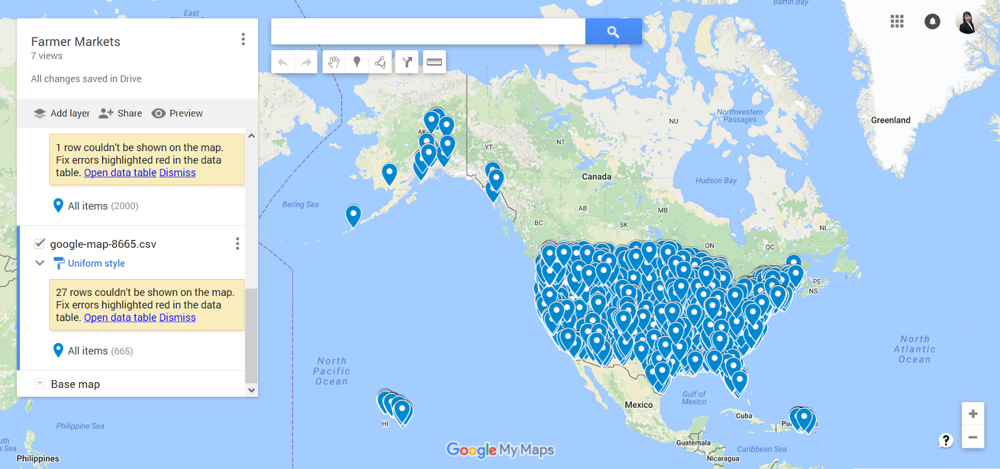 Farmer Markets
7 views
All changes saved in Drive
Add layer Share Preview
1 row couldn't be shown on the map.
Fix errors highlighted red in the data
table. Open data table Dismiss
All items (2000)
google-map-8665.csv
Uniform style
27 rows couldn't be shown on the map.
Fix errors highlighted red in the data
table. Open data table Dismiss
All items (665)
Base map
East
Baffin Bay
Greenland
Northwestern
Passages
NU
AK
YT
NT
Canada
Hudson Bay
Bering Sea
AB
MB
BC
SK
NL
ON
QC
PE
NS
North
Pacific
Ocean
North
Atlantic
Ocean
Gulf of
Mexico
Mexico
Cuba
HI
Guatemala
Caribbean Sea
Nicaragua
Philippine Sea
Sea
Philippines
Google My Maps
?